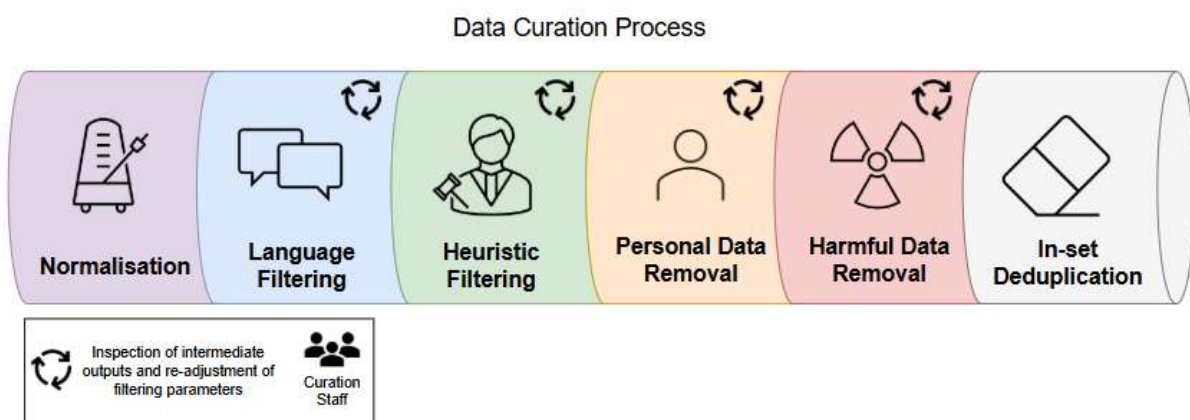 Data Curation Process
Normalisation
Language
Filtering
Heuristic
Filtering
Personal Data
Removal
Harmful Data
Removal
In-set
Deduplication
Inspection of intermediate
outputs and re-adjustment of
filtering parameters
Curation
Staff